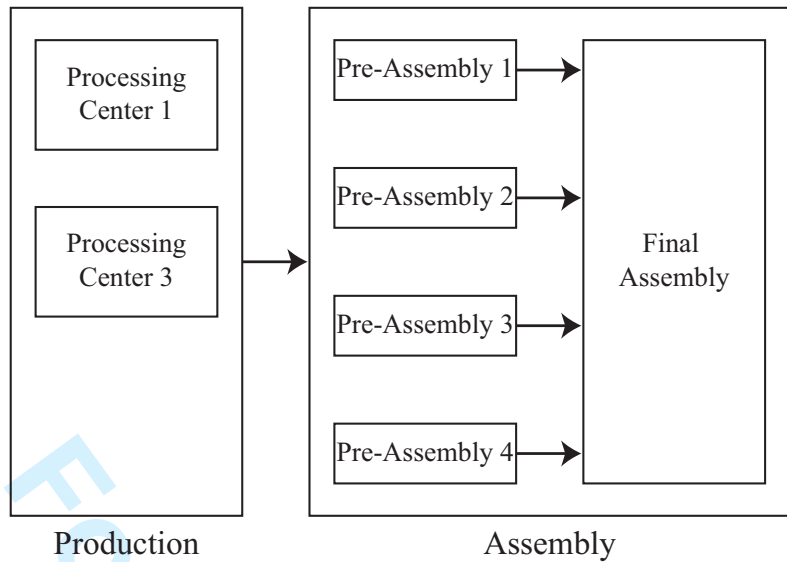 Processing
Center 1
Processing
Center 3
Production
Pre-Assembly 1
Pre-Assembly 2
Pre-Assembly 3
Pre-Assembly 4
Final
Assembly
Assembly